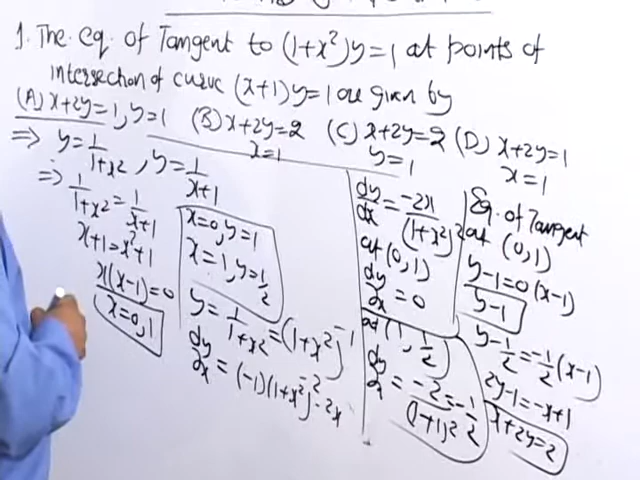 1. The eq. of Tangent to (1+x²)y=1 at points of
intersection of curve (x+1)y=1 are given by
(A) x+2y=1, y=1 (B) x+2y=2 x=1 (C) x+2y=2 y=1 (D) x+2y=1 x=1
⇒ y=1/1+x², y=1/x+1
⇒ 1/1+x²=1/x+1
x+1=x²+1
x(x-1)=0
x=0,1
x=0, y=1
x=1, y=1/2
y=1/1+x²=(1+x²)⁻¹
dy/dx=(-1)(1+x²)⁻²·2x
dy/dx=-2x/(1+x²)²
at (0,1)
dy/dx=0
at (1, 1/2)
dy/dx=-2/(1+1)²=-1/2
Eq. of Tangent
at (0,1)
y-1=0(x-1)
y-1
y-1/2=-1/2(x-1)
2y-1=-x+1
x+2y=2